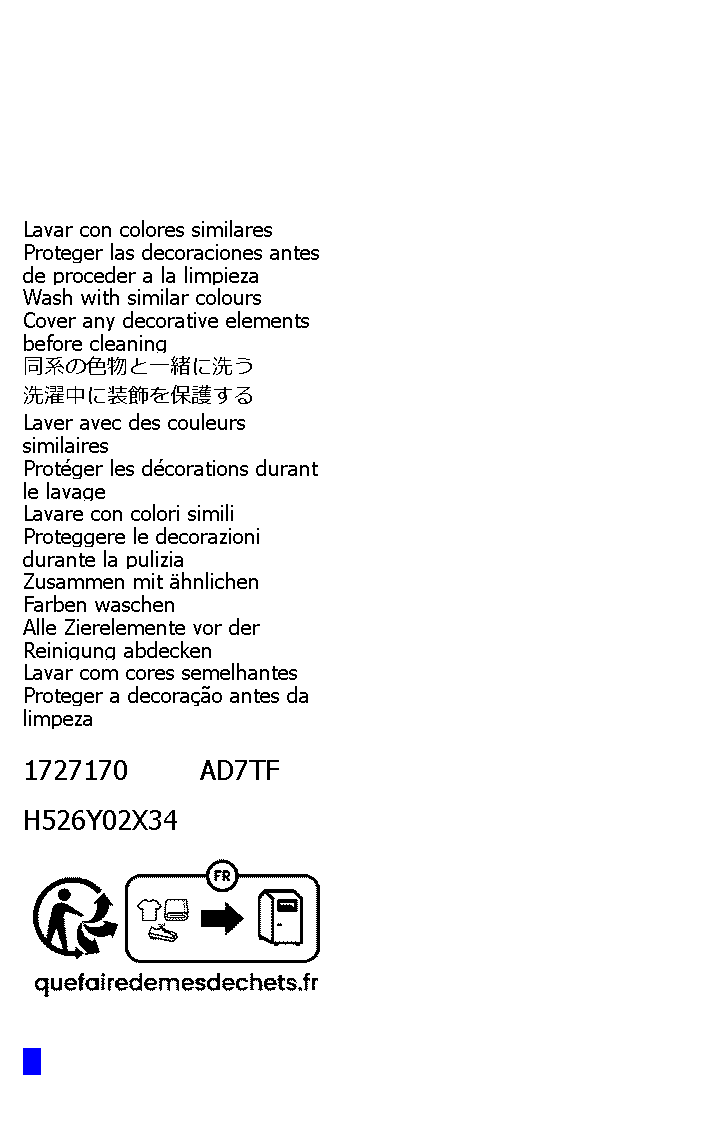 Lavar con colores similares
Proteger las decoraciones antes
de proceder a la limpieza
Wash with similar colours
Cover any decorative elements
before cleaning
同系の色物と一緒に洗う
洗濯中に装飾を保護する
Laver avec des couleurs
similaires
Protéger les décorations durant
le lavage
Lavare con colori simili
Proteggere le decorazioni
durante la pulizia
Zusammen mit ähnlichen
Farben waschen
Alle Zierelemente vor der
Reinigung abdecken
Lavar com cores semelhantes
Proteger a decoração antes da
limpeza
1727170 AD7TF
H526Y02X34
FR
quefairedemesdechets.fr